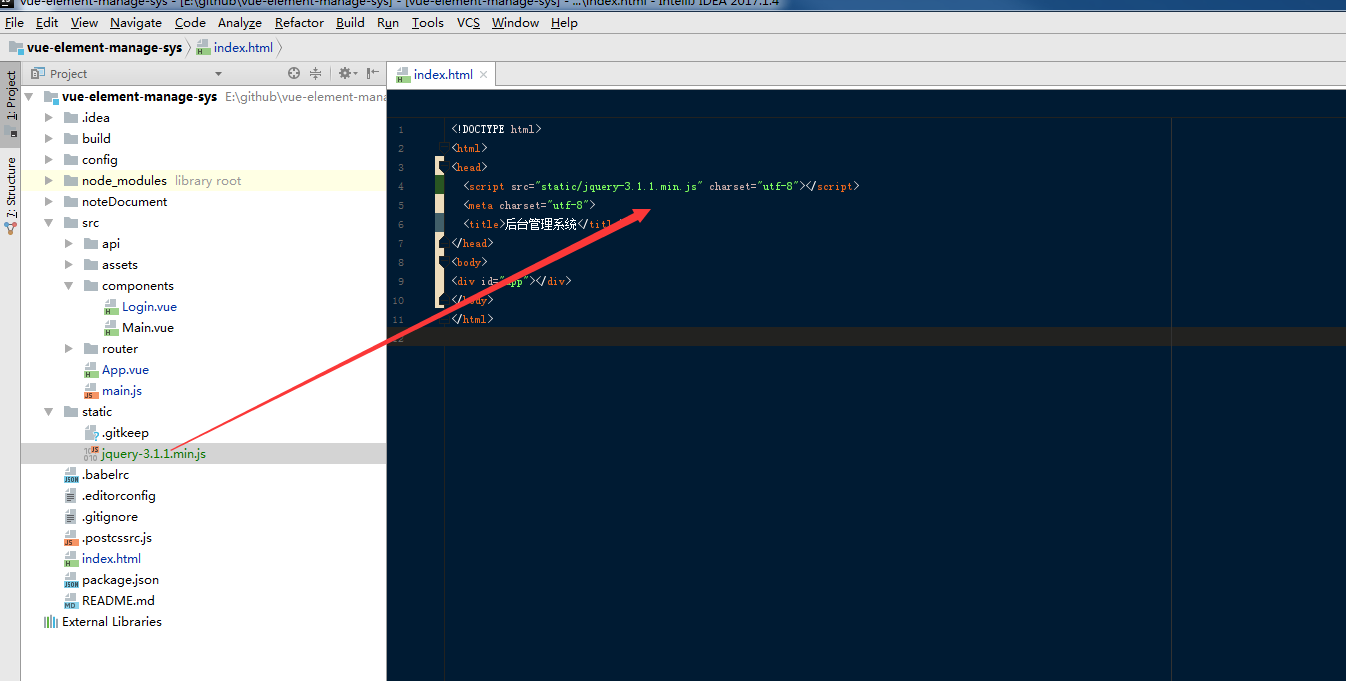 vue-element-manage-sys - [E:\github\vue-element-manage-sys] - [vue-element-manage-sys] - ...\index.html - IntelliJ IDEA 2017.1.4
File Edit View Navigate Code Analyze Refactor Build Run Tools VCS Window Help
vue-element-manage-sys index.html
1: Project
7: Structure
Project
vue-element-manage-sys E:\github\vue-element-mana
.idea
build
config
node_modules library root
noteDocument
src
api
assets
components
Login.vue
Main.vue
router
App.vue
main.js
static
.gitkeep
jquery-3.1.1.min.js
.babelrc
.editorconfig
.gitignore
.postcssrc.js
index.html
package.json
README.md
External Libraries
index.html
1 <!DOCTYPE html>
2 <html>
3 <head>
4 <script src="static/jquery-3.1.1.min.js" charset="utf-8"></script>
5 <meta charset="utf-8">
6 <title>后台管理系统</title>
7 </head>
8 <body>
9 <div id="app"></div>
10 </body>
11 </html>
12